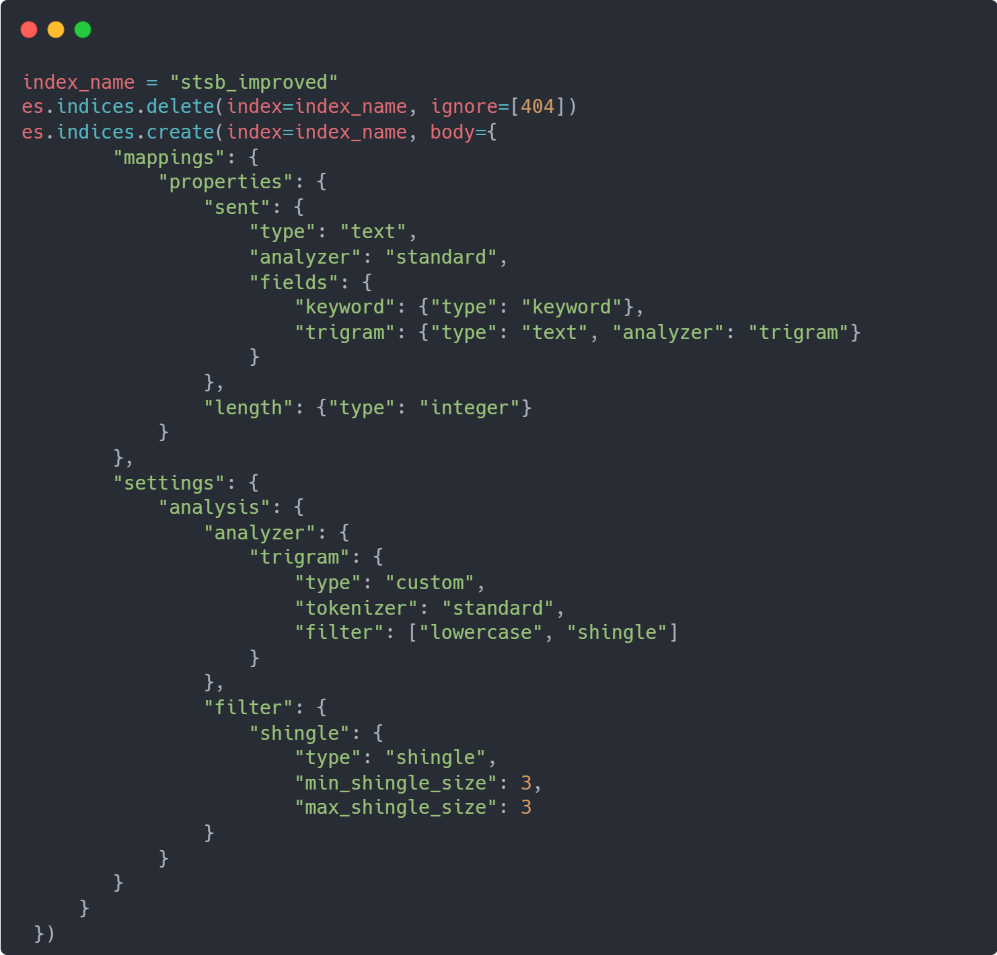 index_name = "stsb_improved"
es.indices.delete(index=index_name, ignore=[404])
es.indices.create(index=index_name, body={
        "mappings": {
            "properties": {
                "sent": {
                    "type": "text",
                    "analyzer": "standard",
                    "fields": {
                        "keyword": {"type": "keyword"},
                        "trigram": {"type": "text", "analyzer": "trigram"}
                    }
                },
                "length": {"type": "integer"}
            }
        },
        "settings": {
            "analysis": {
                "analyzer": {
                    "trigram": {
                        "type": "custom",
                        "tokenizer": "standard",
                        "filter": ["lowercase", "shingle"]
                    }
                },
                "filter": {
                    "shingle": {
                        "type": "shingle",
                        "min_shingle_size": 3,
                        "max_shingle_size": 3
                }
            }
        }
     }
 })